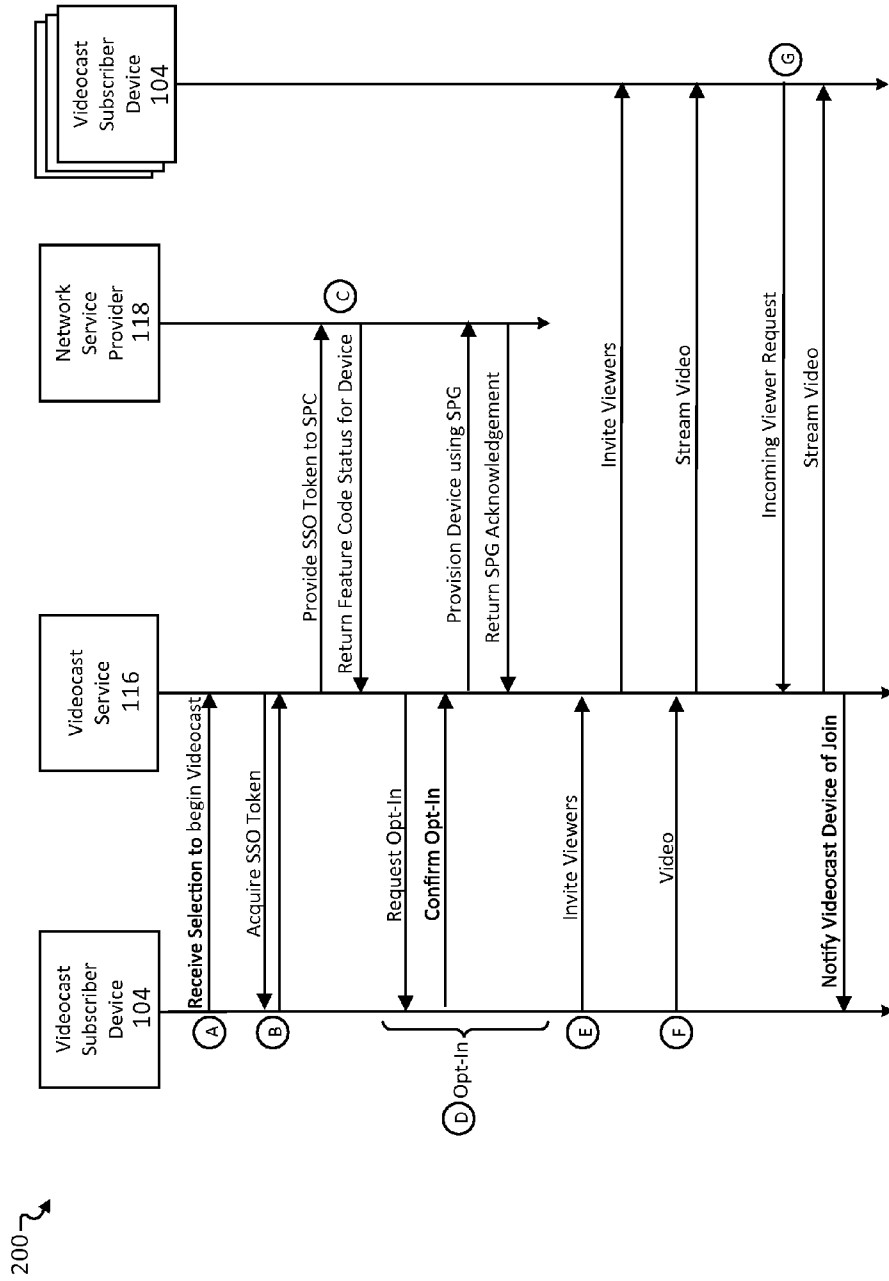 200
Videocast
Subscriber
Device
104
Videocast
Service
116
Network
Service
Provider
118
Videocast
Subscriber
Device
104
A
Receive Selection to begin Videocast
B
Acquire SSO Token
Provide SSO Token to SPC
C
Return Feature Code Status for Device
Request Opt-In
Confirm Opt-In
D Opt-In
Provision Device using SPG
Return SPG Acknowledgement
E
Invite Viewers
Invite Viewers
F
Video
Stream Video
G
Incoming Viewer Request
Stream Video
Notify Videocast Device of Join